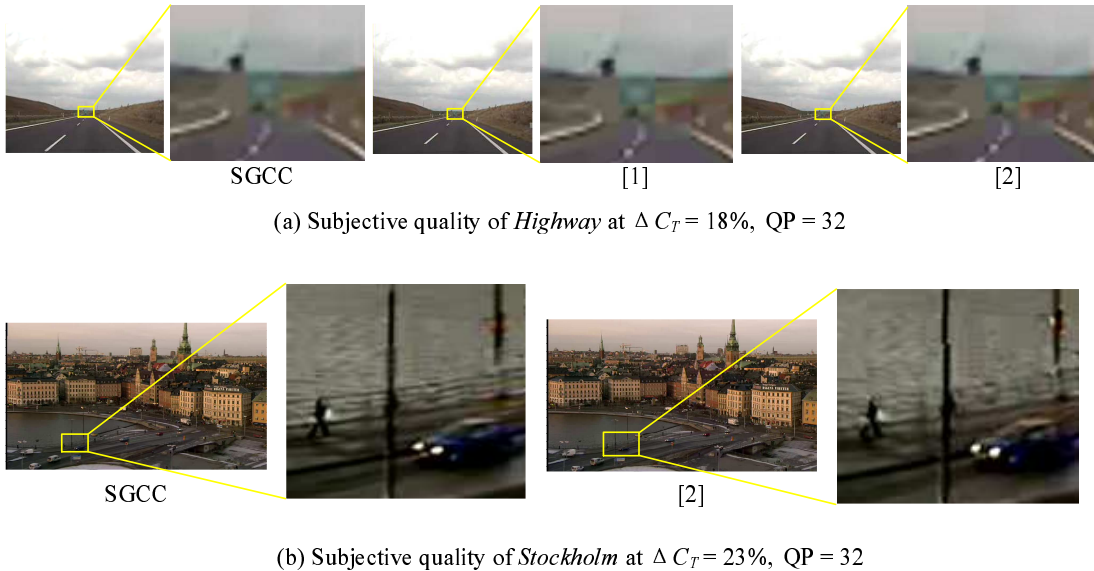 SGCC
[1]
[2]
(a) Subjective quality of Highway at Δ C_T = 18%, QP = 32
SGCC
[2]
(b) Subjective quality of Stockholm at Δ C_T = 23%, QP = 32